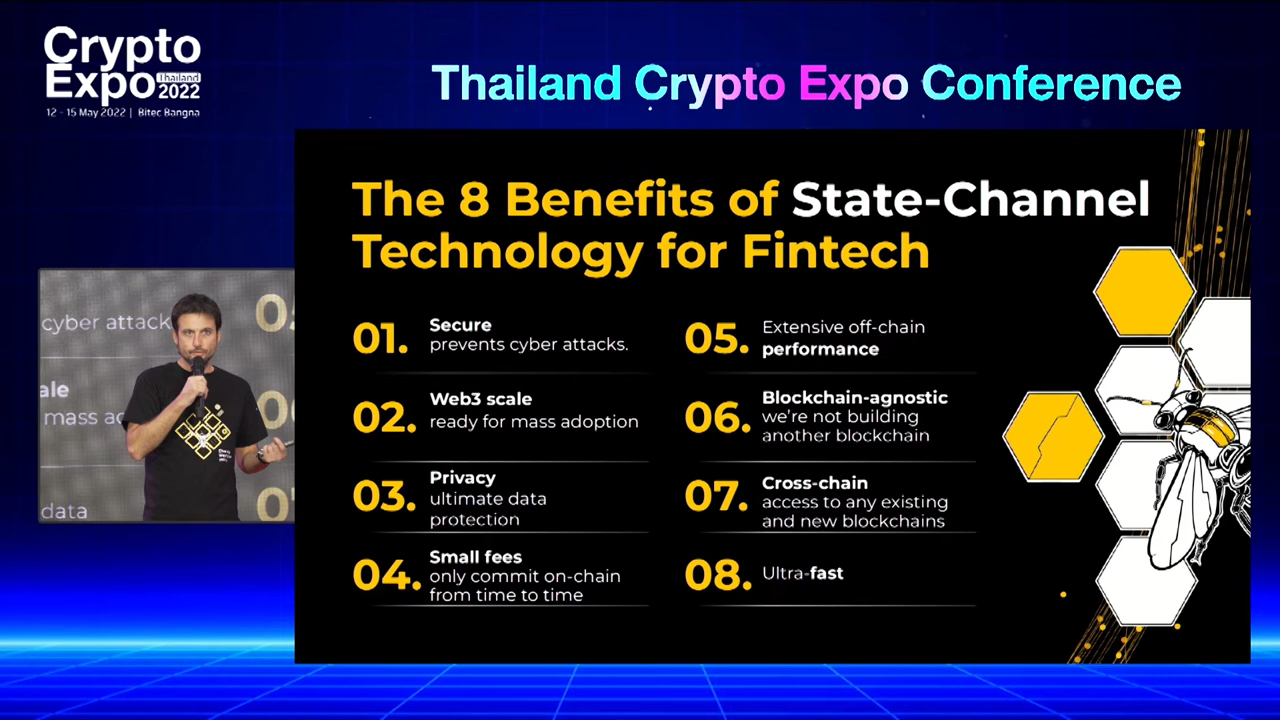 Crypto
Expo Thailand 2022
12 - 15 May 2022 | Bitec Bangna
Thailand Crypto Expo Conference
The 8 Benefits of State-Channel
Technology for Fintech
01. Secure
prevents cyber attacks.
02. Web3 scale
ready for mass adoption
03. Privacy
ultimate data
protection
04. Small fees
only commit on-chain
from time to time
05. Extensive off-chain
performance
06. Blockchain-agnostic
we're not building
another blockchain
07. Cross-chain
access to any existing
and new blockchains
08. Ultra-fast
cyber attack
ale
mass
data